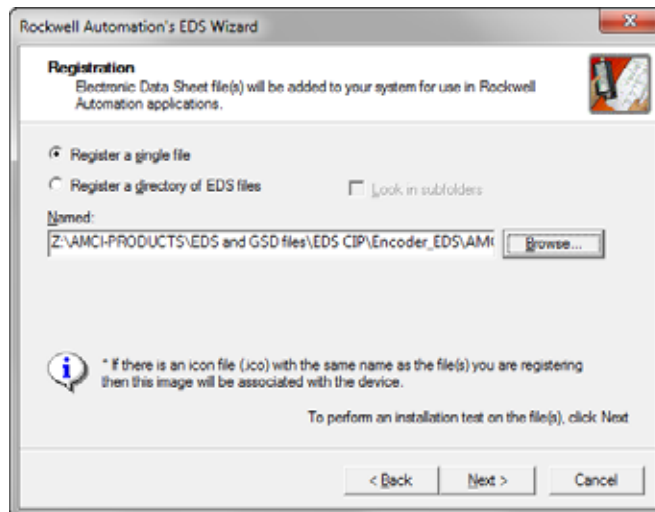 Rockwell Automation's EDS Wizard
Registration
Electronic Data Sheet file(s) will be added to your system for use in Rockwell
Automation applications.
Register a single file
Register a directory of EDS files
Look in subfolders
Named:
Z:\AMCI-PRODUCTS\EDS and GSD files\EDS CIP\Encoder_EDS\AMC
Browse...
* If there is an icon file (.ico) with the same name as the file(s) you are registering
then this image will be associated with the device.
To perform an installation test on the file(s), click Next
< Back
Next >
Cancel